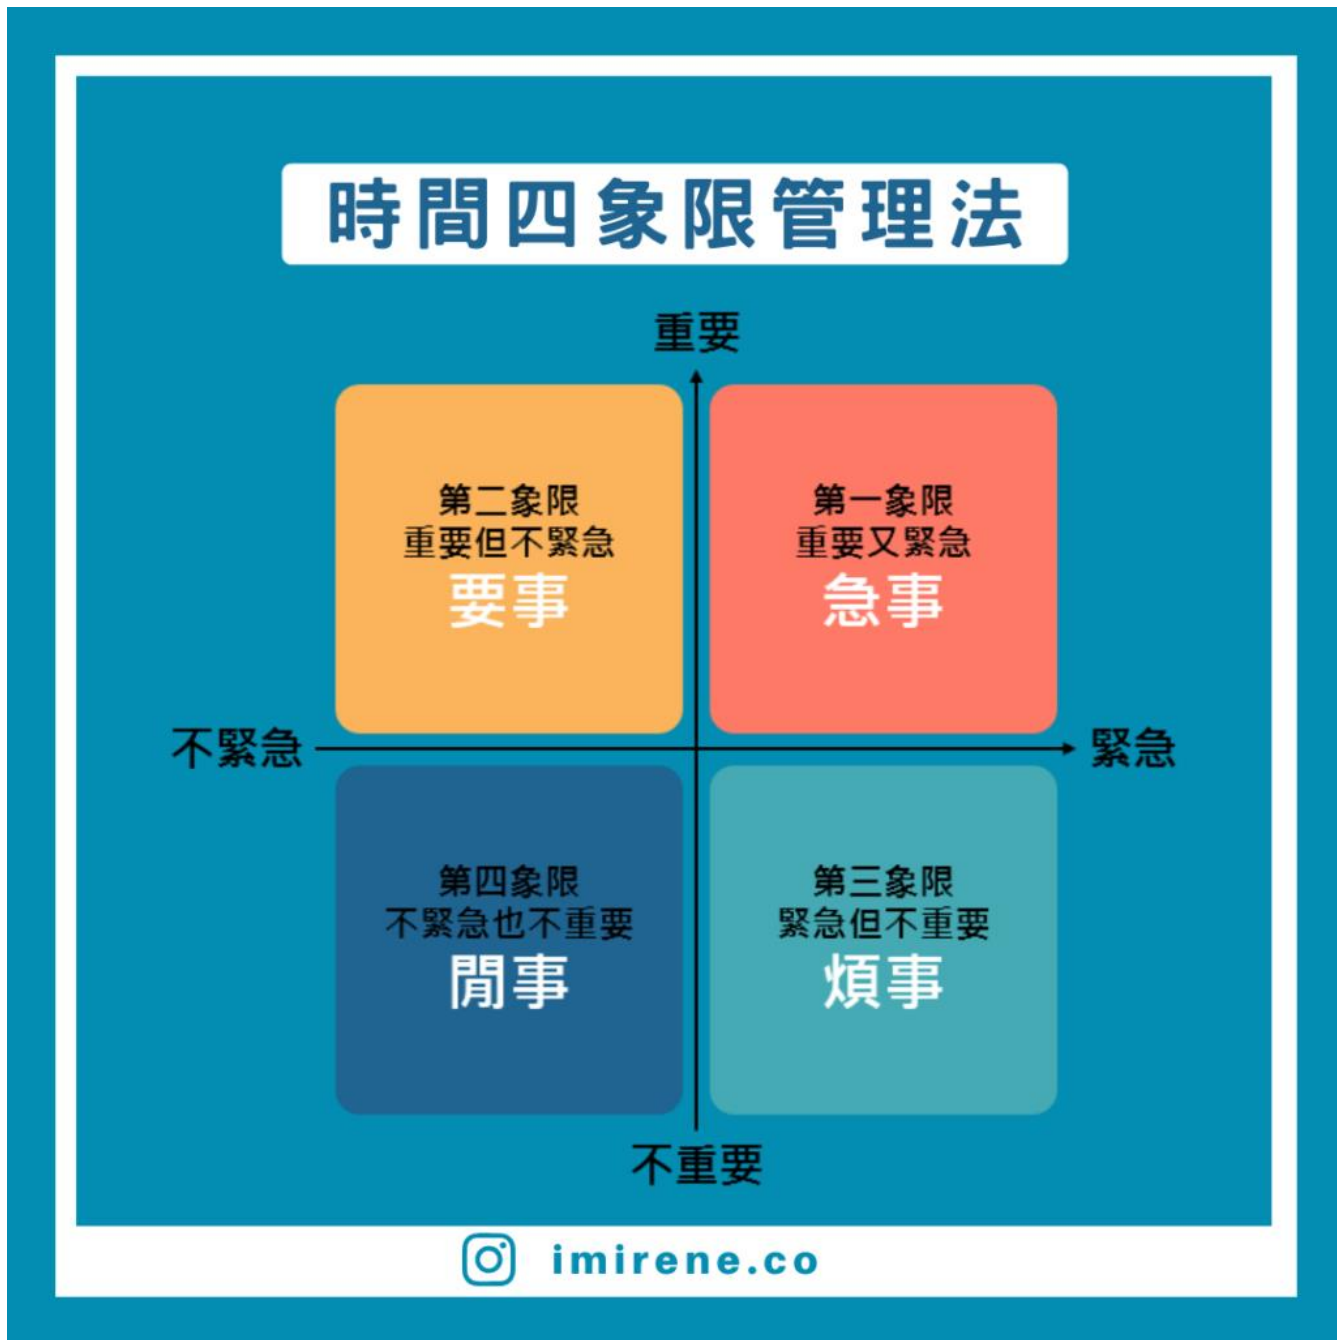 時間四象限管理法
重要
第二象限
重要但不緊急
要事
第一象限
重要又緊急
急事
不緊急
緊急
第四象限
不緊急也不重要
閒事
第三象限
緊急但不重要
煩事
不重要
imirene.co